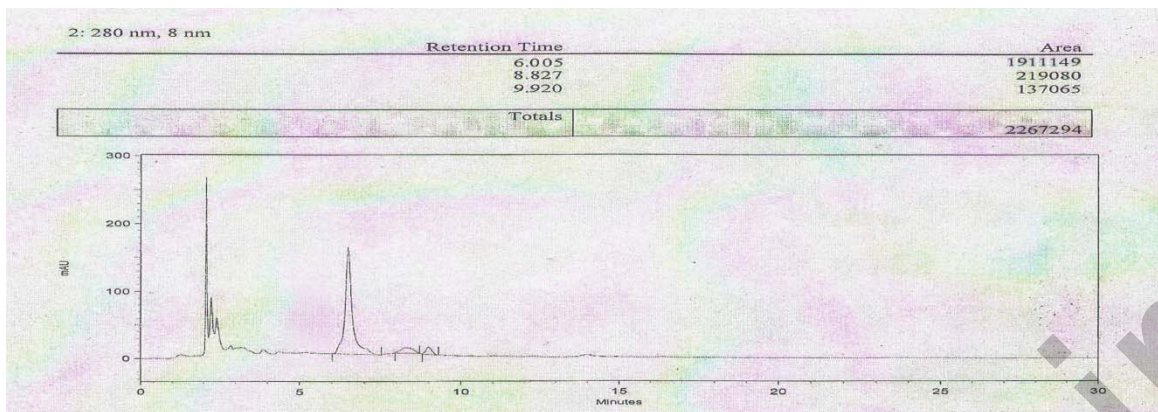 2: 280 nm, 8 nm
Retention Time Area
6.005 1911149
8.827 219080
9.920 137065
Totals
2267294
300
200
100
0
mAU
0 5 10 15 20 25 30
Minutes